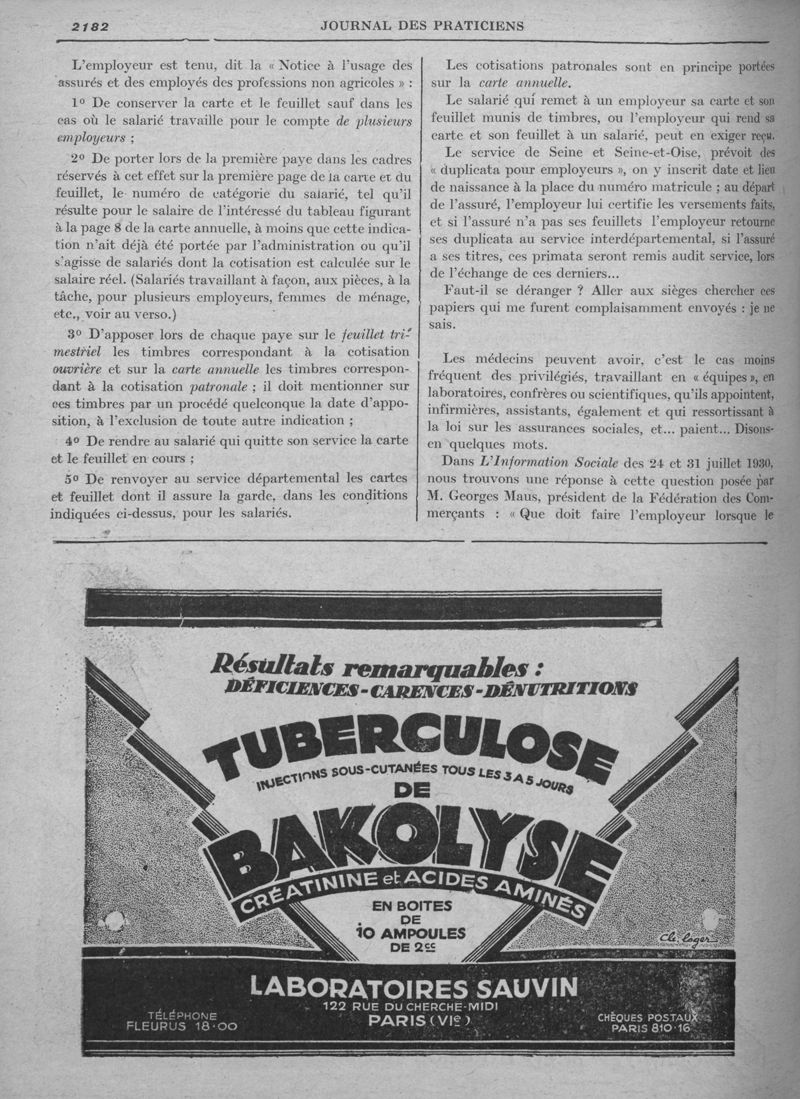 2182
JOURNAL DES PRATICIENS
L'employeur est tenu, dit la « Notice à l'usage des
assurés et des employés des professions non agricoles » :
1º De conserver la carte et le feuillet sauf dans les
cas où le salarié travaille pour le compte de plusieurs
employeurs ;
2º De porter lors de la première paye dans les cadres
réservés à cet effet sur la première page de la carte et du
feuillet, le numéro de catégorie du salarié, tel qu'il
résulte pour le salaire de l'intéressé du tableau figurant
à la page 8 de la carte annuelle, à moins que cette indica-
tion n'ait déjà été portée par l'administration ou qu'il
s'agisse de salariés dont la cotisation est calculée sur le
salaire réel. (Salariés travaillant à façon, aux pièces, à la
tâche, pour plusieurs employeurs, femmes de ménage,
etc., voir au verso.)
3º D'apposer lors de chaque paye sur le feuillet tri-
mestriel les timbres correspondant à la cotisation
ouvrière et sur la carte annuelle les timbres correspon-
dant à la cotisation patronale ; il doit mentionner sur
ces timbres par un procédé quelconque la date d'appo-
sition, à l'exclusion de toute autre indication ;
4º De rendre au salarié qui quitte son service la carte
et le feuillet en cours ;
5º De renvoyer au service départemental les cartes
et feuillet dont il assure la garde, dans les conditions
indiquées ci-dessus, pour les salariés.
Les cotisations patronales sont en principe portées
sur la carte annuelle.
Le salarié qui remet à un employeur sa carte et son
feuillet munis de timbres, ou l'employeur qui rend sa
carte et son feuillet à un salarié, peut en exiger reçu.
Le service de Seine et Seine-et-Oise, prévoit des
« duplicata pour employeurs », on y inscrit date et lieu
de naissance à la place du numéro matricule ; au départ
de l'assuré, l'employeur lui certifie les versements faits,
et si l'assuré n'a pas ses feuillets l'employeur retourne
ses duplicata au service interdépartemental, si l'assuré
a ses titres, ces primata seront remis audit service, lors
de l'échange de ces derniers...
Faut-il se déranger ? Aller aux sièges chercher ces
papiers qui me furent complaisamment envoyés : je ne
sais.
Les médecins peuvent avoir, c'est le cas moins
fréquent des privilégiés, travaillant en « équipes », en
laboratoires, confrères ou scientifiques, qu'ils appointent,
infirmières, assistants, également et qui ressortissant à
la loi sur les assurances sociales, et... paient... Disons-
en quelques mots.
Dans L'Information Sociale des 24 et 31 juillet 1930,
nous trouvons une réponse à cette question posée par
M. Georges Maus, président de la Fédération des Com-
merçants : « Que doit faire l'employeur lorsque le
Résultats remarquables :
DÉFICIENCES-CARENCES-DÉNUTRITIONS
TUBERCULOSE
INJECTIONS SOUS-CUTANÉES TOUS LES 3 A 5 JOURS
DE
BAKOLYSE
CRÉATININE et ACIDES AMINÉS
EN BOITES
DE
10 AMPOULES
DE 2cc
Ch. Loger
LABORATOIRES SAUVIN
122 RUE DU CHERCHE-MIDI
PARIS (VIe)
TÉLÉPHONE
FLEURUS 18·00
CHÈQUES POSTAUX
PARIS 810·16